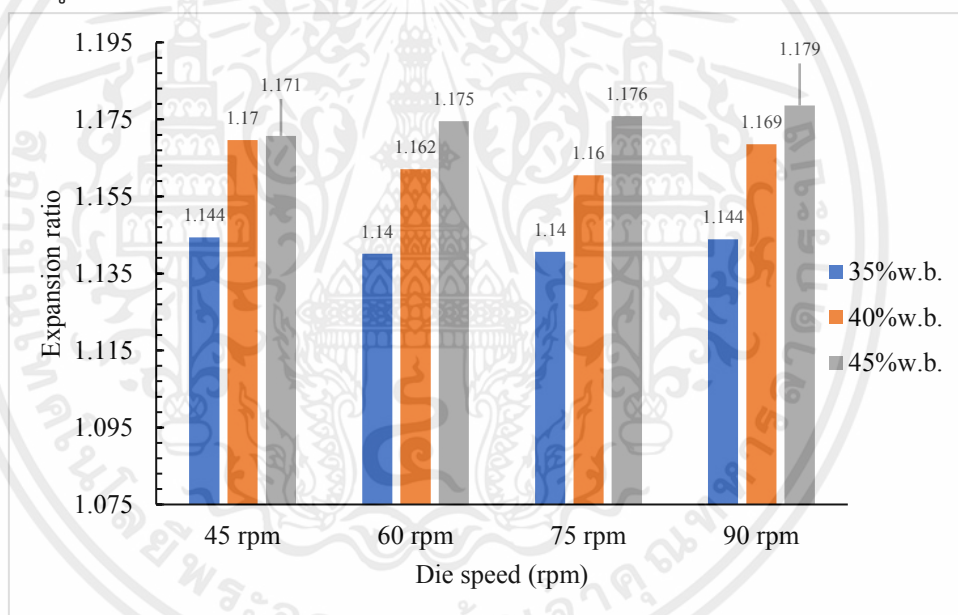 1.195
1.175
1.155
1.135
1.115
1.095
1.075
Expansion ratio
1.144
1.17
1.171
1.14
1.162
1.175
1.14
1.16
1.176
1.144
1.169
1.179
45 rpm
60 rpm
75 rpm
90 rpm
Die speed (rpm)
35%w.b.
40%w.b.
45%w.b.